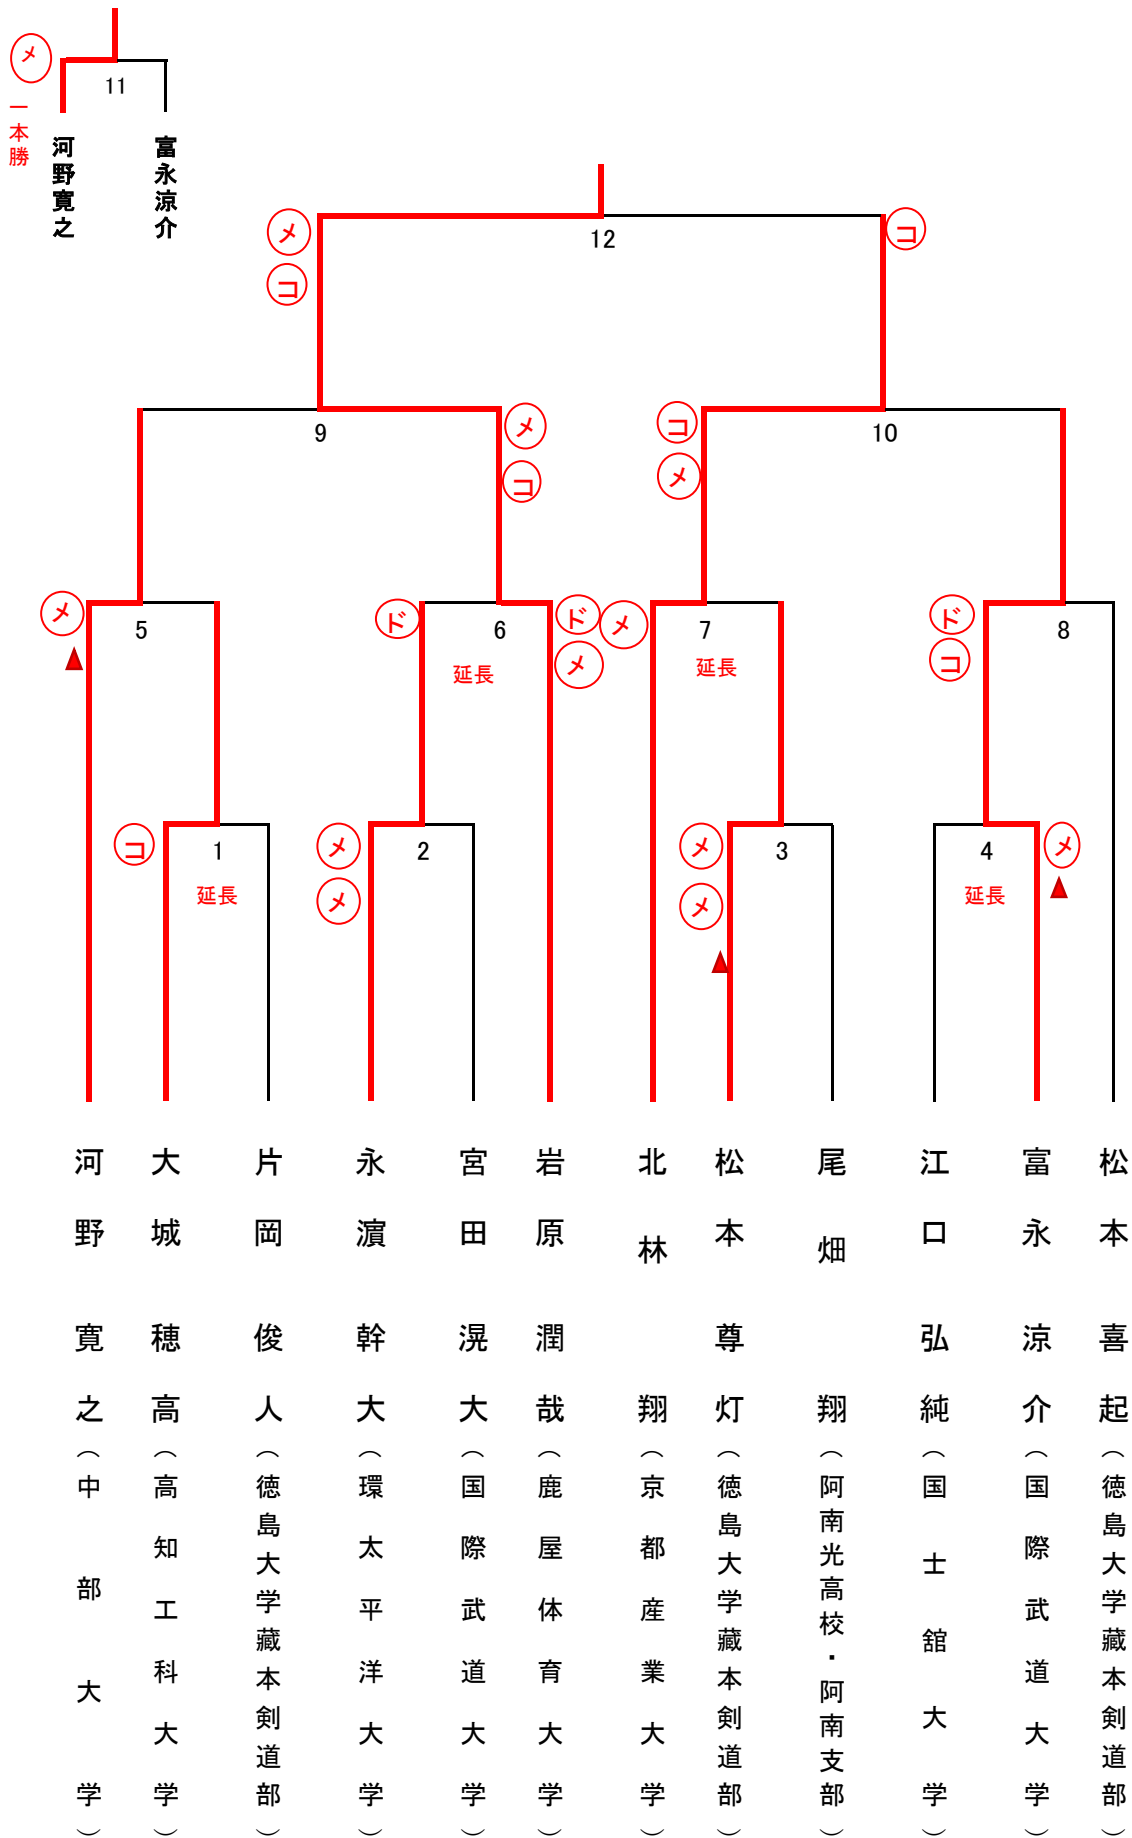 メ
11
一本勝
河野寛之
富永涼介
メ
コ
12
コ
9
メ
コ
コ
メ
10
メ
5
ド
6
延長
ド
メ
メ
7
延長
ド
コ
8
コ
1
延長
メ
メ
2
メ
メ
3
4
延長
メ
河野寛之(中部大学)
大城穂高(高知工科大学)
片岡俊人(徳島大学蔵本剣道部)
永濵幹大(環太平洋大学)
宮田滉大(国際武道大学)
岩原潤哉(鹿屋体育大学)
北林翔(京都産業大学)
松本尊灯(徳島大学藏本剣道部)
尾畑翔(阿南光高校・阿南支部)
江口弘純(国士舘大学)
富永涼介(国際武道大学)
松本喜起(徳島大学藏本剣道部)